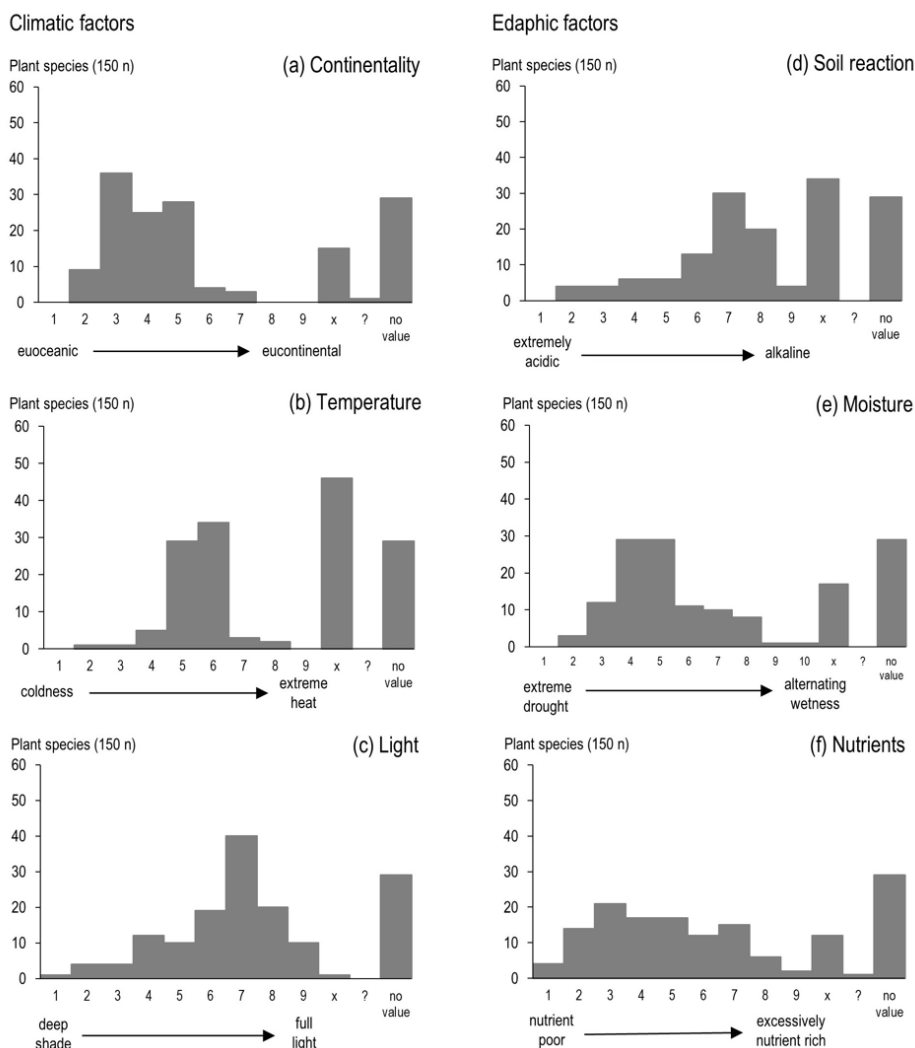 Climatic factors
Edaphic factors
Plant species (150 n)
(a) Continentality
60
50
40
30
20
10
0
1 2 3 4 5 6 7 8 9 x ? no
value
euoceanic eucontinental
Plant species (150 n)
(d) Soil reaction
60
50
40
30
20
10
0
1 2 3 4 5 6 7 8 9 x ? no
value
extremely
acidic
alkaline
Plant species (150 n)
(b) Temperature
60
50
40
30
20
10
0
1 2 3 4 5 6 7 8 9 x ? no
value
coldness
extreme
heat
Plant species (150 n)
(e) Moisture
60
50
40
30
20
10
0
1 2 3 4 5 6 7 8 9 10 x ? no
value
extreme
drought
alternating
wetness
Plant species (150 n)
(c) Light
60
50
40
30
20
10
0
1 2 3 4 5 6 7 8 9 x ? no
value
deep
shade
full
light
Plant species (150 n)
(f) Nutrients
60
50
40
30
20
10
0
1 2 3 4 5 6 7 8 9 x ? no
value
nutrient
poor
excessively
nutrient rich